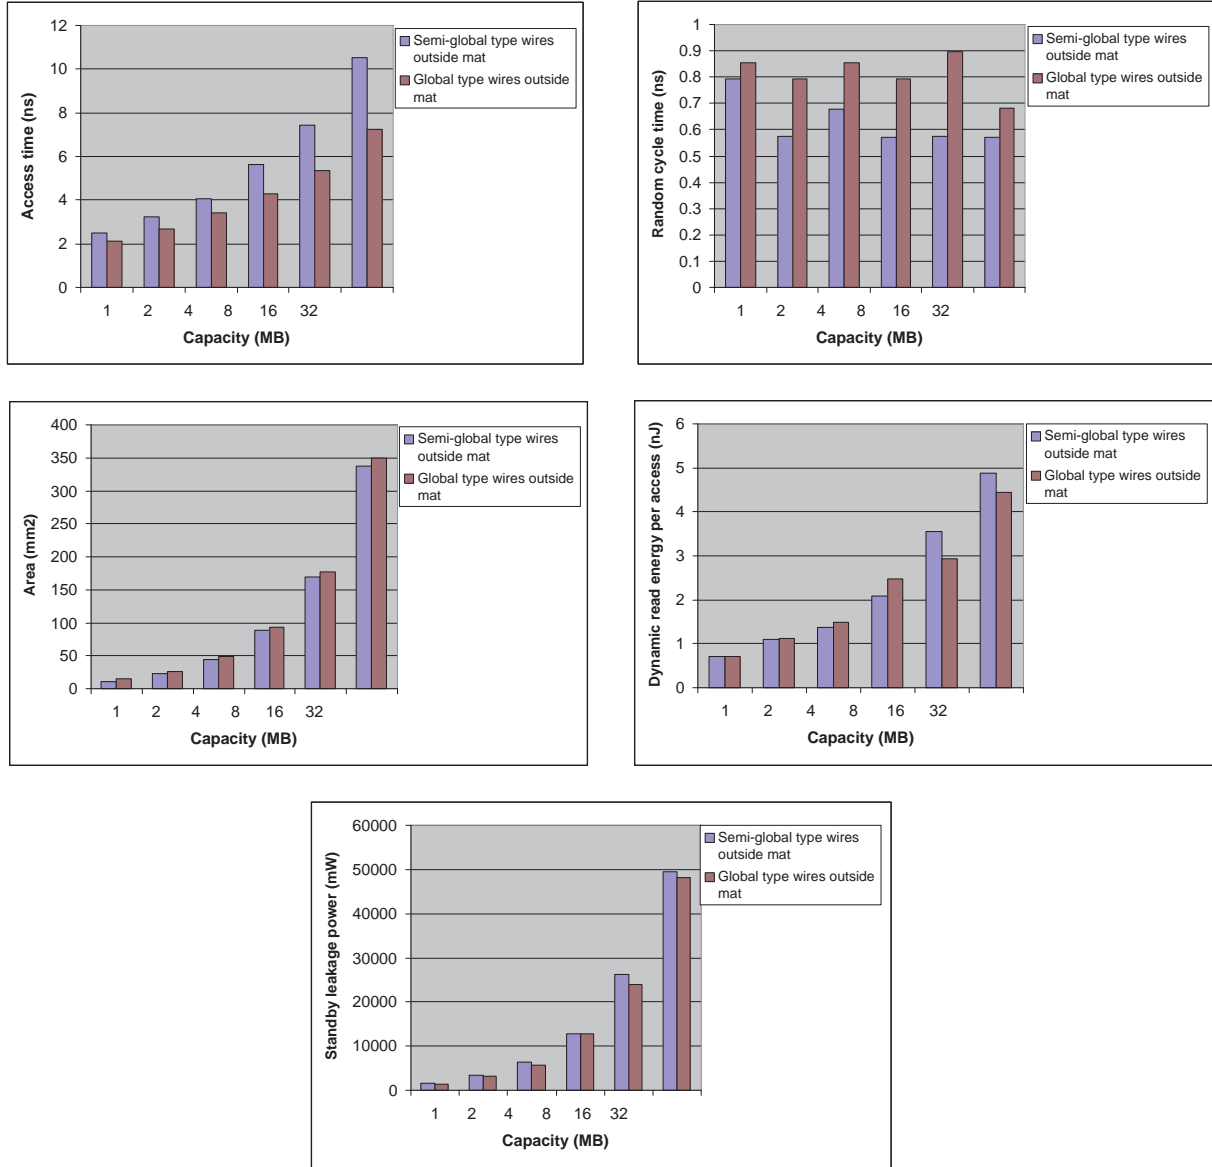 12
10
8
6
4
2
0
Access time (ns)
1 2 4 8 16 32
Capacity (MB)
Semi-global type wires
outside mat
Global type wires outside
mat
1
0.9
0.8
0.7
0.6
0.5
0.4
0.3
0.2
0.1
0
Random cycle time (ns)
1 2 4 8 16 32
Capacity (MB)
Semi-global type wires
outside mat
Global type wires outside
mat
400
350
300
250
200
150
100
50
0
Area (mm2)
1 2 4 8 16 32
Capacity (MB)
Semi-global type wires
outside mat
Global type wires outside
mat
6
5
4
3
2
1
0
Dynamic read energy per access (nJ)
1 2 4 8 16 32
Capacity (MB)
Semi-global type wires
outside mat
Global type wires outside
mat
60000
50000
40000
30000
20000
10000
0
Standby leakage power (mW)
1 2 4 8 16 32
Capacity (MB)
Semi-global type wires
outside mat
Global type wires outside
mat